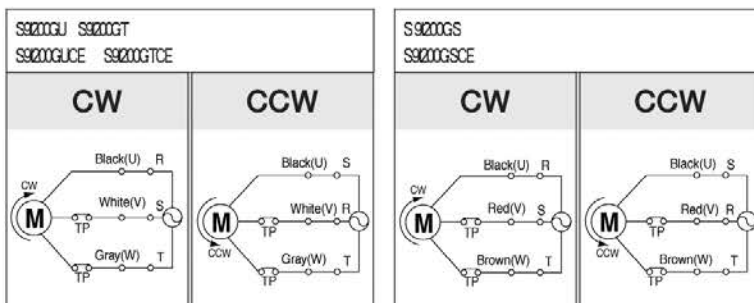 S9I200GU S9I200GT
S9I200GUCE S9I200GTCE
CW
CCW
CW
M
Black(U) R
White(V) S
TP
Gray(W) T
TP
M
CCW
Black(U) S
White(V) R
TP
Gray(W) T
TP
S9I200GS
S9I200GSCE
CW
CCW
CW
M
Black(U) R
Red(V) S
TP
Brown(W) T
TP
M
CCW
Black(U) S
Red(V) R
TP
Brown(W) T
TP